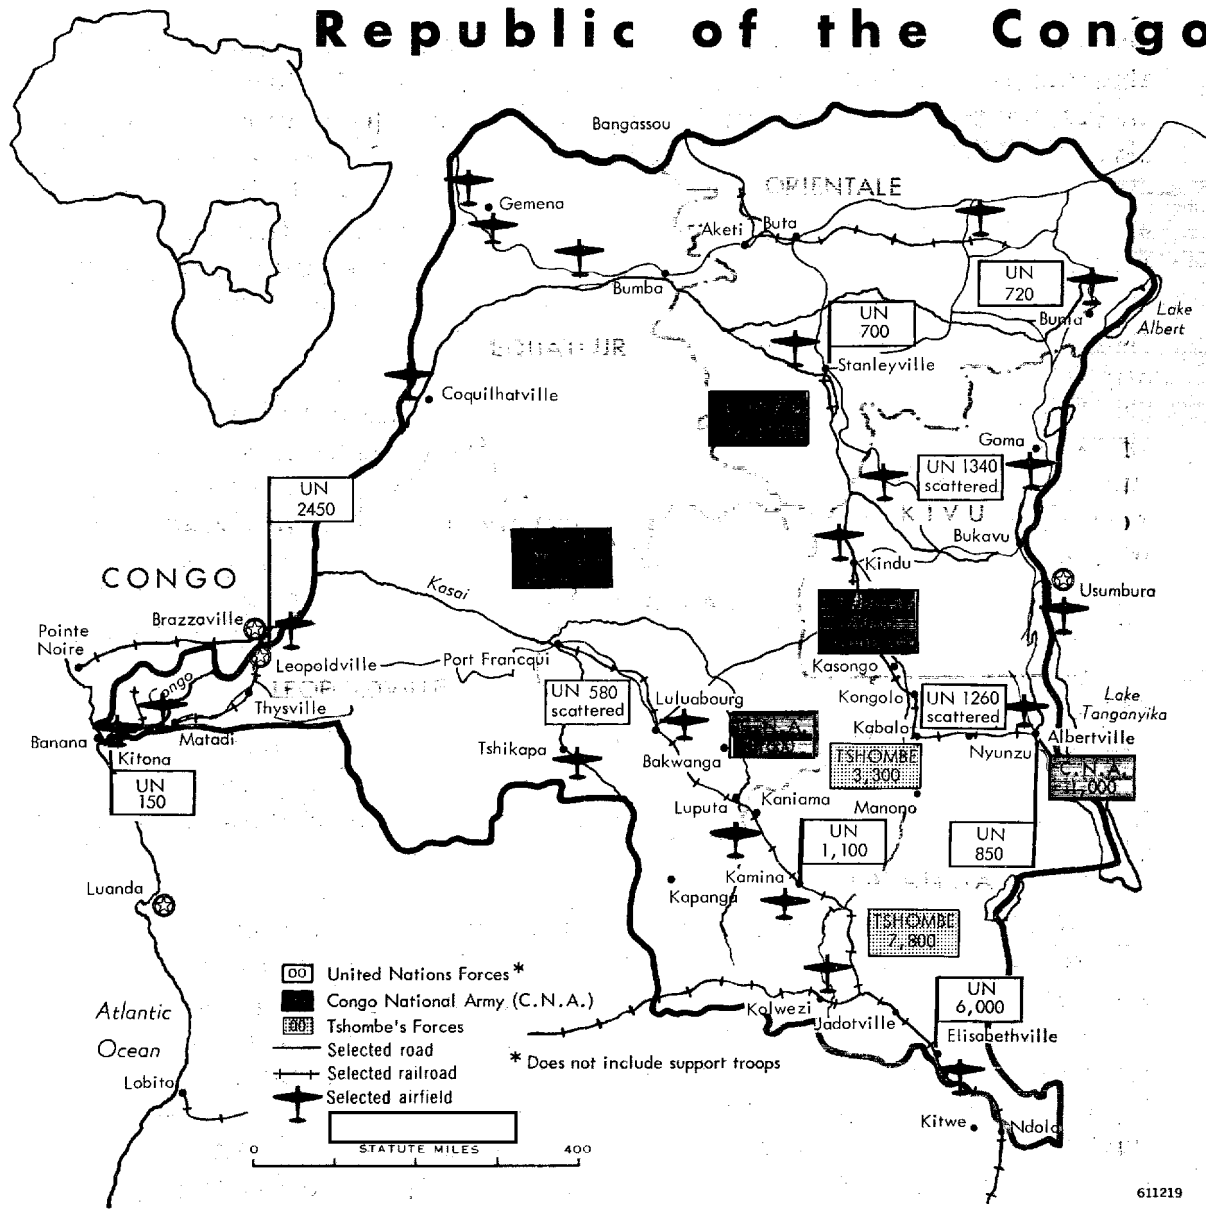 Republic of the Congo
Bangassou
ORIENTALE
Gemena
Aketi
Buta
Bumba
UN
720
Bunia
Lake
Albert
UN
700
Stanleyville
Coquilhatville
Goma
UN 1340
scattered
KIVU
Bukavu
UN
2450
Kindu
CONGO
Kasai
Usumbura
Brazzaville
Pointe
Noire
Leopoldville
Port Francqui
Kasongo
Congo
Thysville
UN 580
scattered
Luluabourg
Kongolo
UN 1260
scattered
Lake
Tanganyika
Banana
Matadi
Kabalo
Albertville
Kitona
Tshikapa
Bakwanga
Nyunzu
TSHOMBE
3,300
C.N.A.
UN
150
Luputa
Kaniama
Manono
UN
1,100
UN
850
Kamina
Luanda
Kapanga
TSHOMBE
7,800
00 United Nations Forces *
Congo National Army (C.N.A.)
00 Tshombe's Forces
Selected road
Selected railroad
Selected airfield
Atlantic
Ocean
Kolwezi
Jadotville
UN
6,000
Elisabethville
* Does not include support troops
Lobito
Kitwe
Ndola
STATUTE MILES
0 400
611219